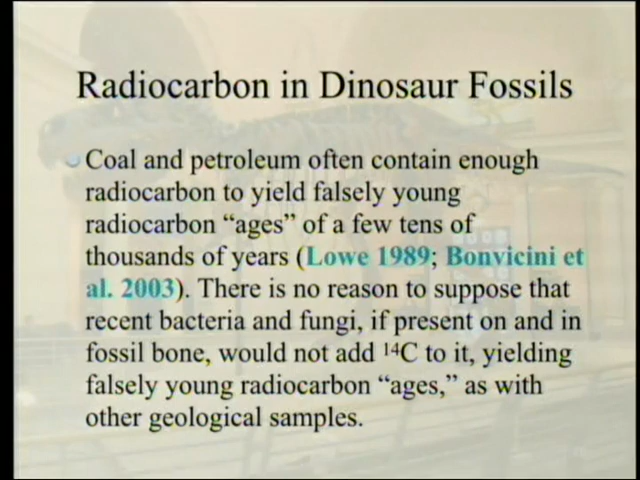 Radiocarbon in Dinosaur Fossils
Coal and petroleum often contain enough
radiocarbon to yield falsely young
radiocarbon “ages” of a few tens of
thousands of years (Lowe 1989; Bonvicini et
al. 2003). There is no reason to suppose that
recent bacteria and fungi, if present on and in
fossil bone, would not add ¹⁴C to it, yielding
falsely young radiocarbon “ages,” as with
other geological samples.